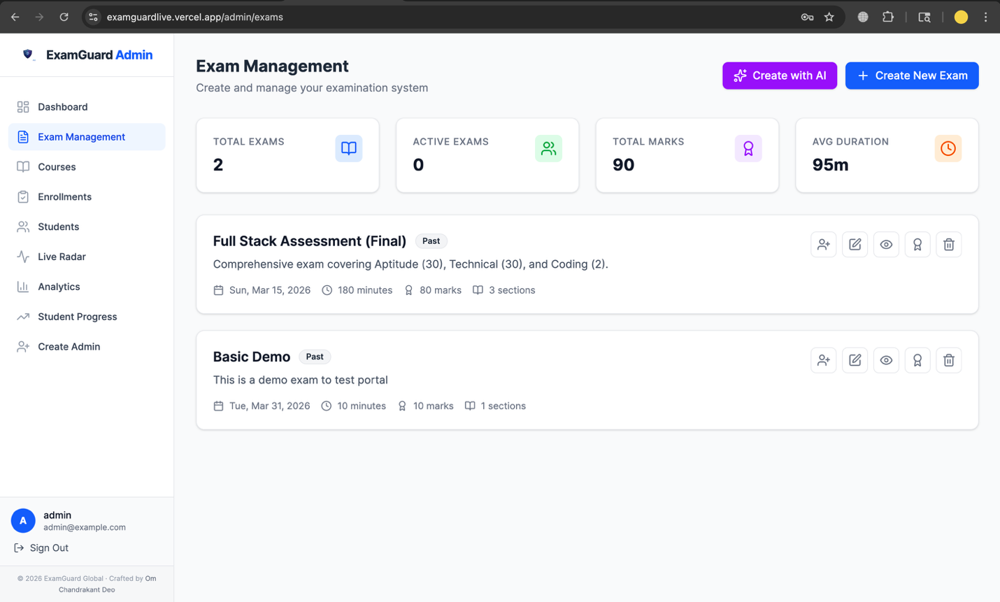 examguardlive.vercel.app/admin/exams
ExamGuard Admin
Dashboard
Exam Management
Courses
Enrollments
Students
Live Radar
Analytics
Student Progress
Create Admin
A
admin
admin@example.com
Sign Out
© 2026 ExamGuard Global · Crafted by Om
Chandrakant Deo
Exam Management
Create and manage your examination system
Create with AI
Create New Exam
TOTAL EXAMS
2
ACTIVE EXAMS
0
TOTAL MARKS
90
AVG DURATION
95m
Full Stack Assessment (Final) Past
Comprehensive exam covering Aptitude (30), Technical (30), and Coding (2).
Sun, Mar 15, 2026 180 minutes 80 marks 3 sections
Basic Demo Past
This is a demo exam to test portal
Tue, Mar 31, 2026 10 minutes 10 marks 1 sections